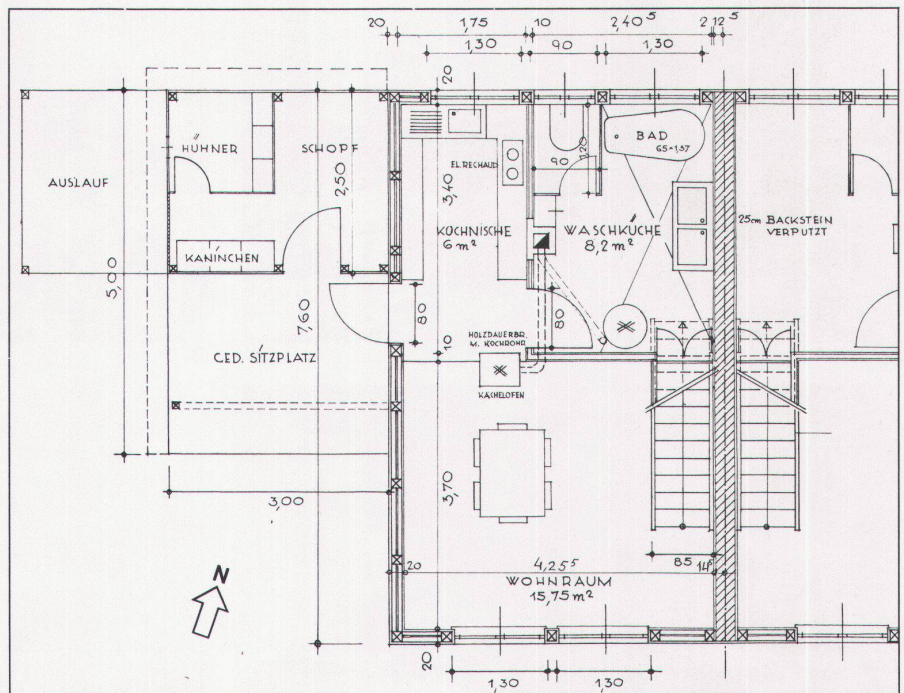 20 1,75 10 2,40⁵ 2 12⁵
1,30 90 1,30
20
HÜHNER
SCHOPF
AUSLAUF
2,50
KANINCHEN
5,00
7,60
GED. SITZPLATZ
3,00
N
EL. RECHAUD
3,40
KOCHNISCHE
6 m²
80
10
HOLZDAUERBR.
M. KOCHROHR
KACHELOFEN
BAD
65×1,57
90
120
WASCHKÜCHE
8,2 m²
80
25cm BACKSTEIN
VERPUTZT
3,70
85 14⁵
20 4,25⁵
WOHNRAUM
15,75 m²
20
1,30 1,30